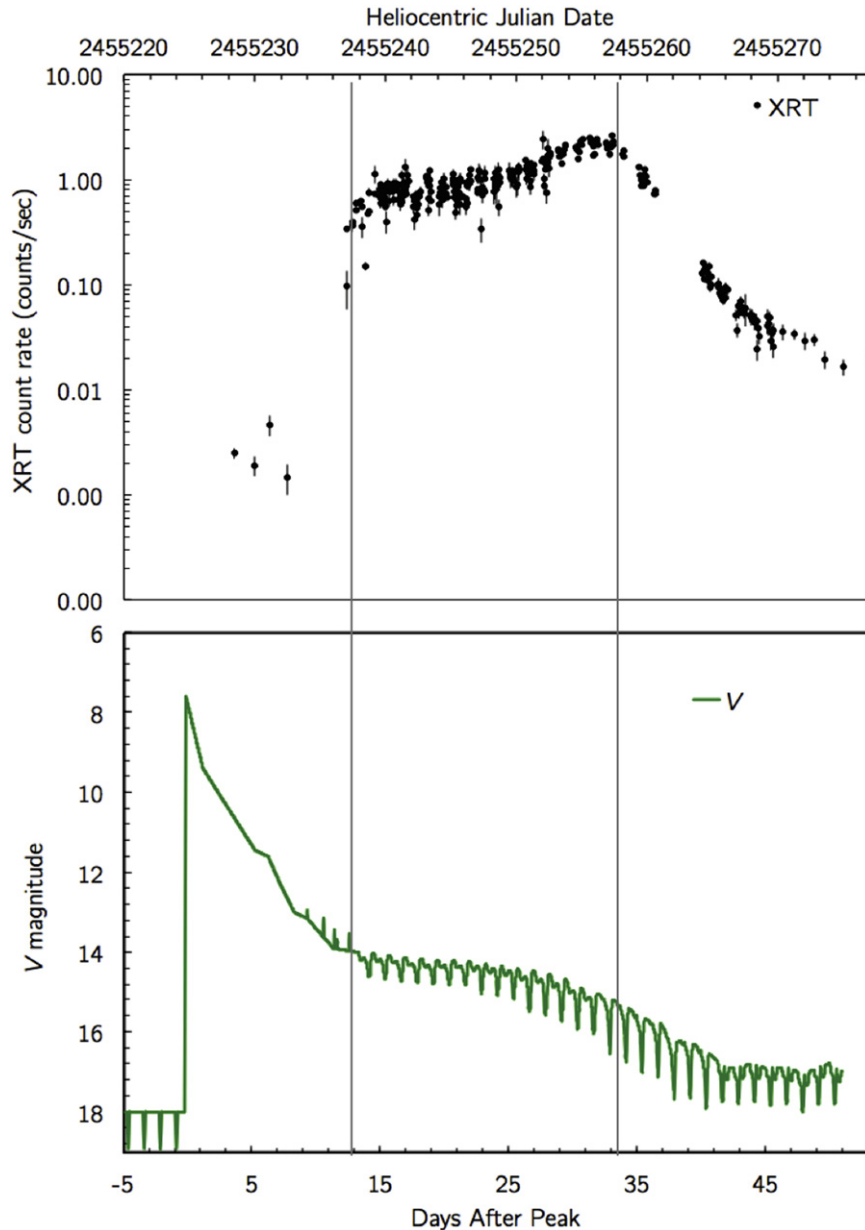 Heliocentric Julian Date
2455220 2455230 2455240 2455250 2455260 2455270
10.00
XRT
1.00
0.10
0.01
0.00
0.00
XRT count rate (counts/sec)
6
V
8
10
12
14
16
18
V magnitude
-5 5 15 25 35 45
Days After Peak